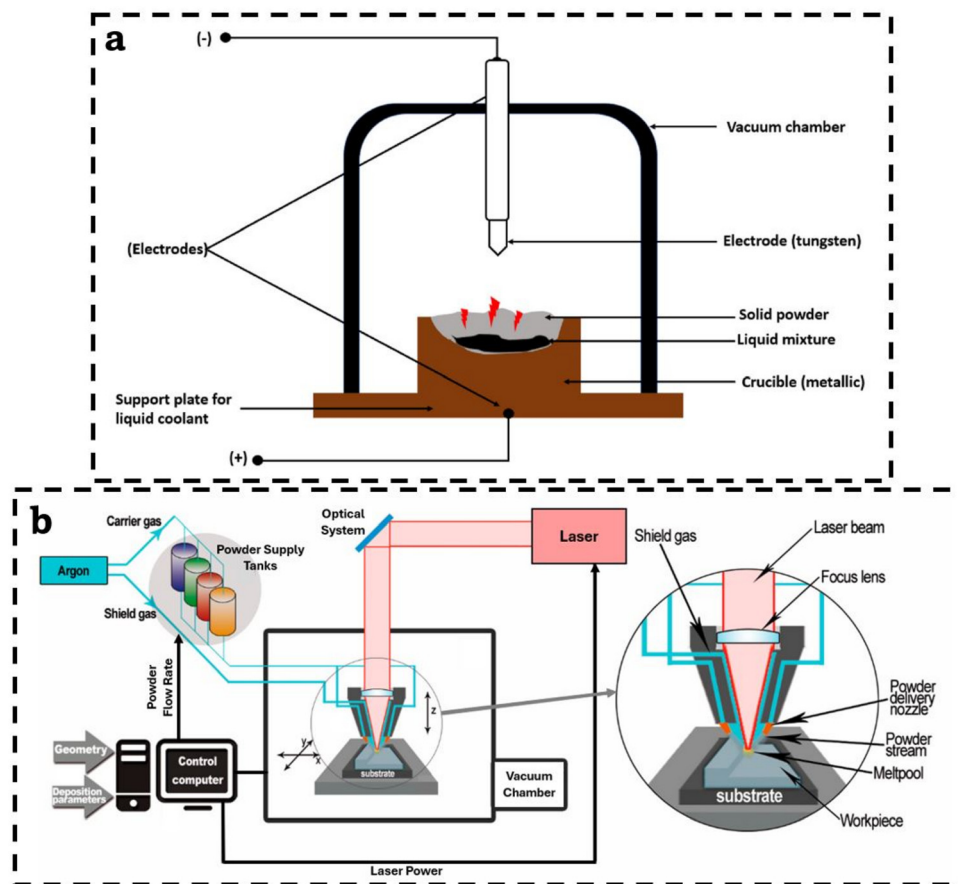 a
(-)
Vacuum chamber
(Electrodes)
Electrode (tungsten)
Solid powder
Liquid mixture
Crucible (metallic)
Support plate for
liquid coolant
(+)
b
Carrier gas
Argon
Shield gas
Powder Supply
Tanks
Optical
System
Laser
Powder
Flow Rate
Geometry
Deposition
parameters
Control
computer
z
y
x
substrate
Vacuum
Chamber
Laser Power
Shield gas
Laser beam
Focus lens
Powder
delivery
nozzle
Powder
stream
Meltpool
substrate
Workpiece